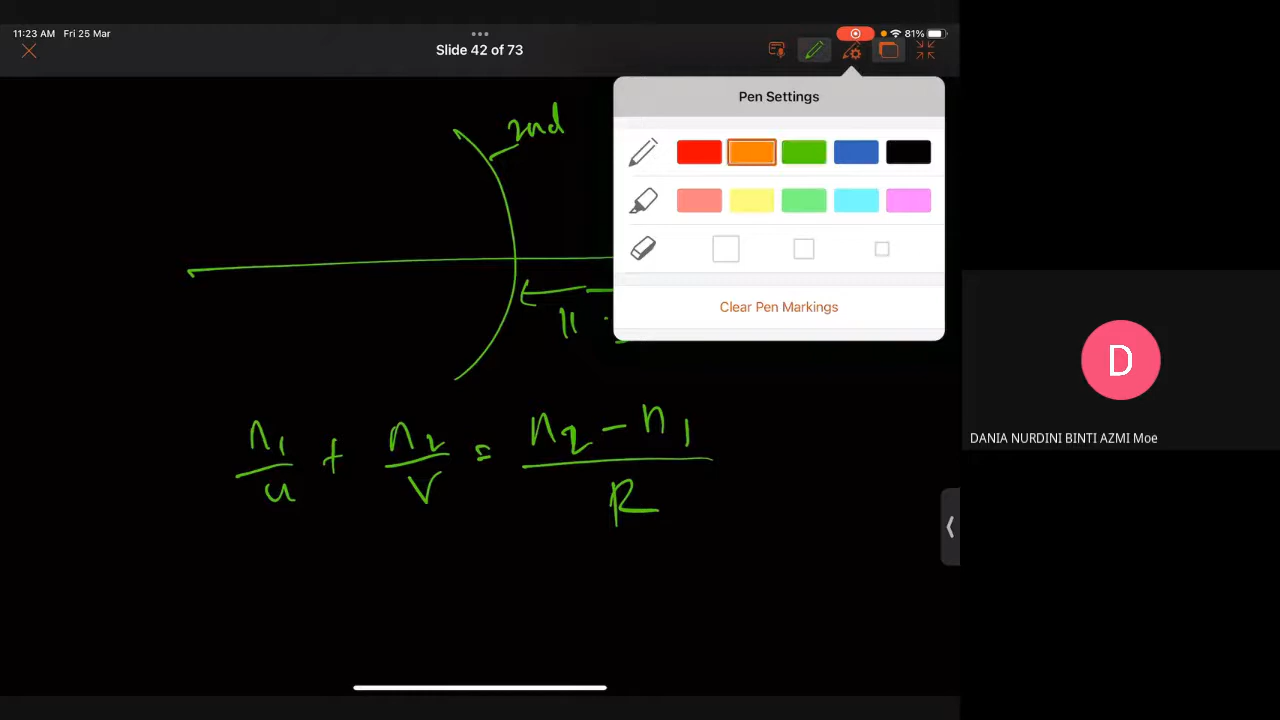 11:23 AM Fri 25 Mar
81%
Slide 42 of 73
Pen Settings
2nd
Clear Pen Markings
11
n1/u + n2/v = n2 - n1/R
D
DANIA NURDINI BINTI AZMI Moe